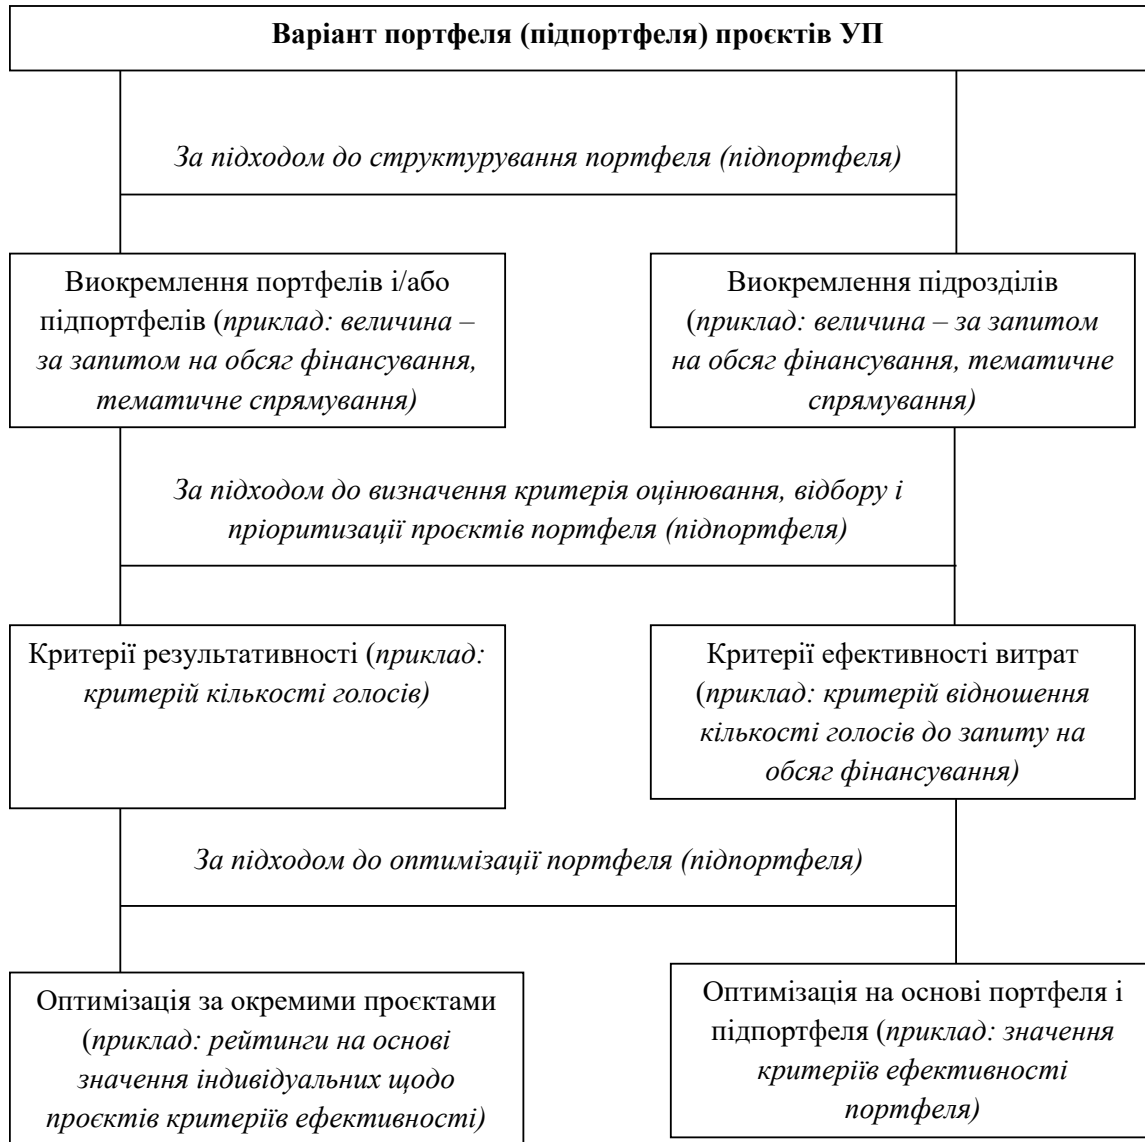 Варіант портфеля (підпортфеля) проєктів УП
За підходом до структурування портфеля (підпортфеля)
Виокремлення портфелів і/або
підпортфелів (приклад: величина –
за запитом на обсяг фінансування,
тематичне спрямування)
Виокремлення підрозділів
(приклад: величина – за запитом
на обсяг фінансування, тематичне
спрямування)
За підходом до визначення критерія оцінювання, відбору і
пріоритизації проєктів портфеля (підпортфеля)
Критерії результативності (приклад:
критерій кількості голосів)
Критерії ефективності витрат
(приклад: критерій відношення
кількості голосів до запиту на
обсяг фінансування)
За підходом до оптимізації портфеля (підпортфеля)
Оптимізація за окремими проєктами
(приклад: рейтинги на основі
значення індивідуальних щодо
проєктів критеріїв ефективності)
Оптимізація на основі портфеля і
підпортфеля (приклад: значення
критеріїв ефективності
портфеля)